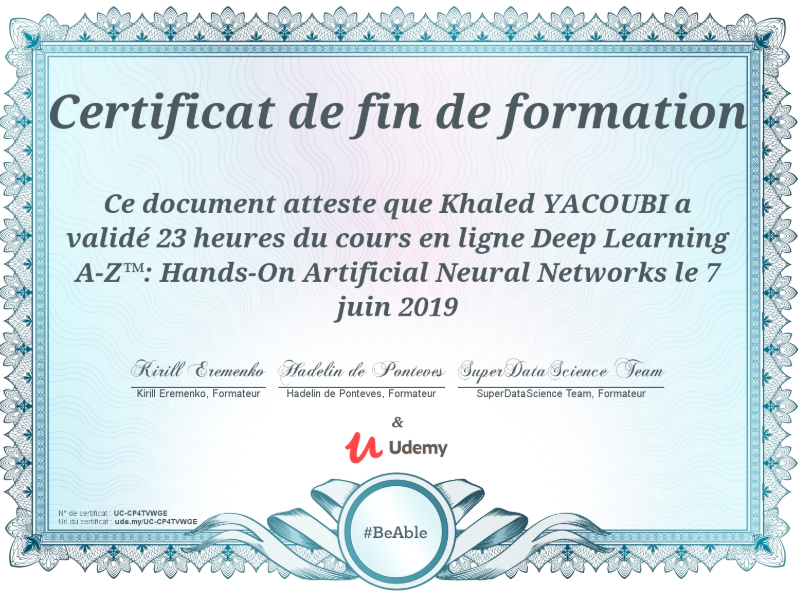 Certificat de fin de formation
Ce document atteste que Khaled YACOUBI a
validé 23 heures du cours en ligne Deep Learning
A-Z™: Hands-On Artificial Neural Networks le 7
juin 2019
Kirill Eremenko Hadelin de Ponteves SuperDataScience Team
Kirill Eremenko, Formateur Hadelin de Ponteves, Formateur SuperDataScience Team, Formateur
&
Udemy
N° de certificat : UC-CP4TVWGE
Url du certificat : ude.my/UC-CP4TVWGE
#BeAble